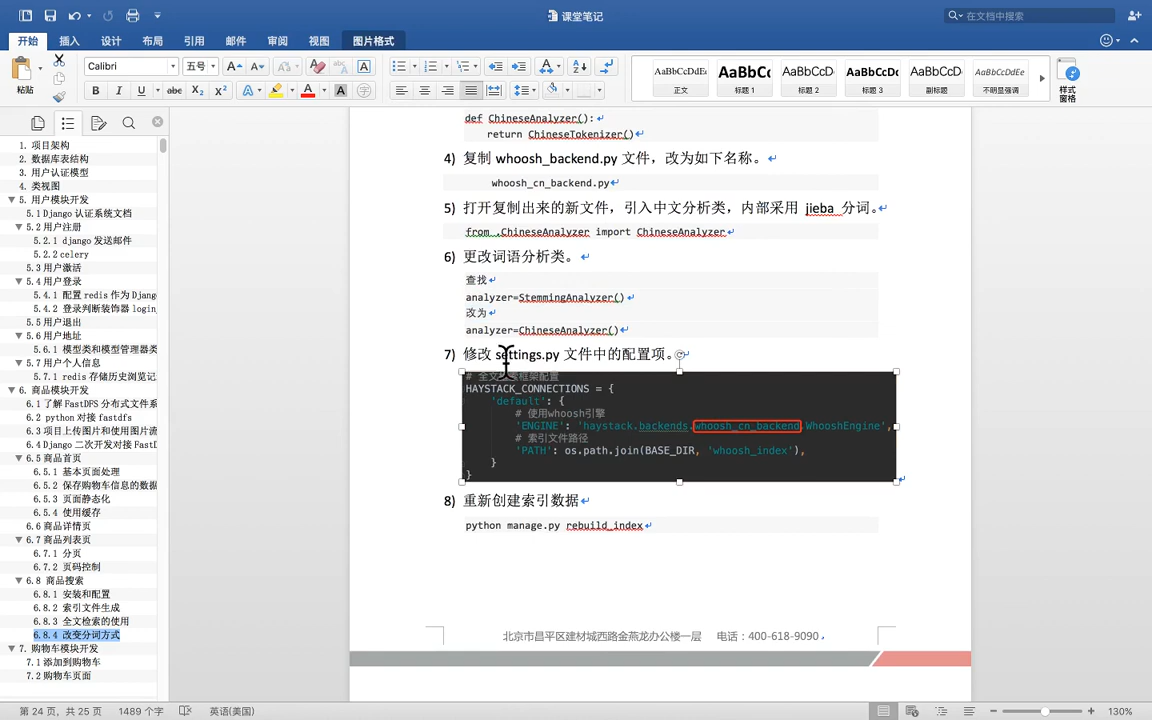 课堂笔记
在文档中搜索
开始 插入 设计 布局 引用 邮件 审阅 视图 图片格式
粘贴
Calibri 五号
AaBbCcDdEe 正文
AaBbCc 标题 1
AaBbCcD 标题 2
AaBbCcDc 标题 3
AaBbCcD 副标题
AaBbCcDdEe 不明显强调
样式窗格
1. 项目架构
2. 数据库表结构
3. 用户认证模型
4. 类视图
5. 用户模块开发
5.1 Django 认证系统文档
5.2 用户注册
5.2.1 django 发送邮件
5.2.2 celery
5.3 用户激活
5.4 用户登录
5.4.1 配置 redis 作为 Django
5.4.2 登录判断装饰器 login_
5.5 用户退出
5.6 用户地址
5.6.1 模型类和模型管理器类
5.7 用户个人信息
5.7.1 redis 存储历史浏览记
6. 商品模块开发
6.1 了解 FastDFS 分布式文件系
6.2 python 对接 fastdfs
6.3 项目上传图片和使用图片流
6.4 Django 二次开发对接 FastD
6.5 商品首页
6.5.1 基本页面处理
6.5.2 保存购物车信息的数据
6.5.3 页面静态化
6.5.4 使用缓存
6.6 商品详情页
6.7 商品列表页
6.7.1 分页
6.7.2 页码控制
6.8 商品搜索
6.8.1 安装和配置
6.8.2 索引文件生成
6.8.3 全文检索的使用
6.8.4 改变分词方式
7. 购物车模块开发
7.1 添加到购物车
7.2 购物车页面
def ChineseAnalyzer():
return ChineseTokenizer()
4) 复制 whoosh_backend.py 文件，改为如下名称。
whoosh_cn_backend.py
5) 打开复制出来的新文件，引入中文分析类，内部采用 jieba 分词。
from .ChineseAnalyzer import ChineseAnalyzer
6) 更改词语分析类。
查找
analyzer=StemmingAnalyzer()
改为
analyzer=ChineseAnalyzer()
7) 修改 settings.py 文件中的配置项。
# 全文检索框架配置
HAYSTACK_CONNECTIONS = {
'default': {
# 使用whoosh引擎
'ENGINE': 'haystack.backends.whoosh_cn_backend.WhooshEngine',
# 索引文件路径
'PATH': os.path.join(BASE_DIR, 'whoosh_index'),
}
}
8) 重新创建索引数据
python manage.py rebuild_index
北京市昌平区建材城西路金燕龙办公楼一层 电话：400-618-9090
第 24 页，共 25 页 1489 个字 英语(美国) 130%